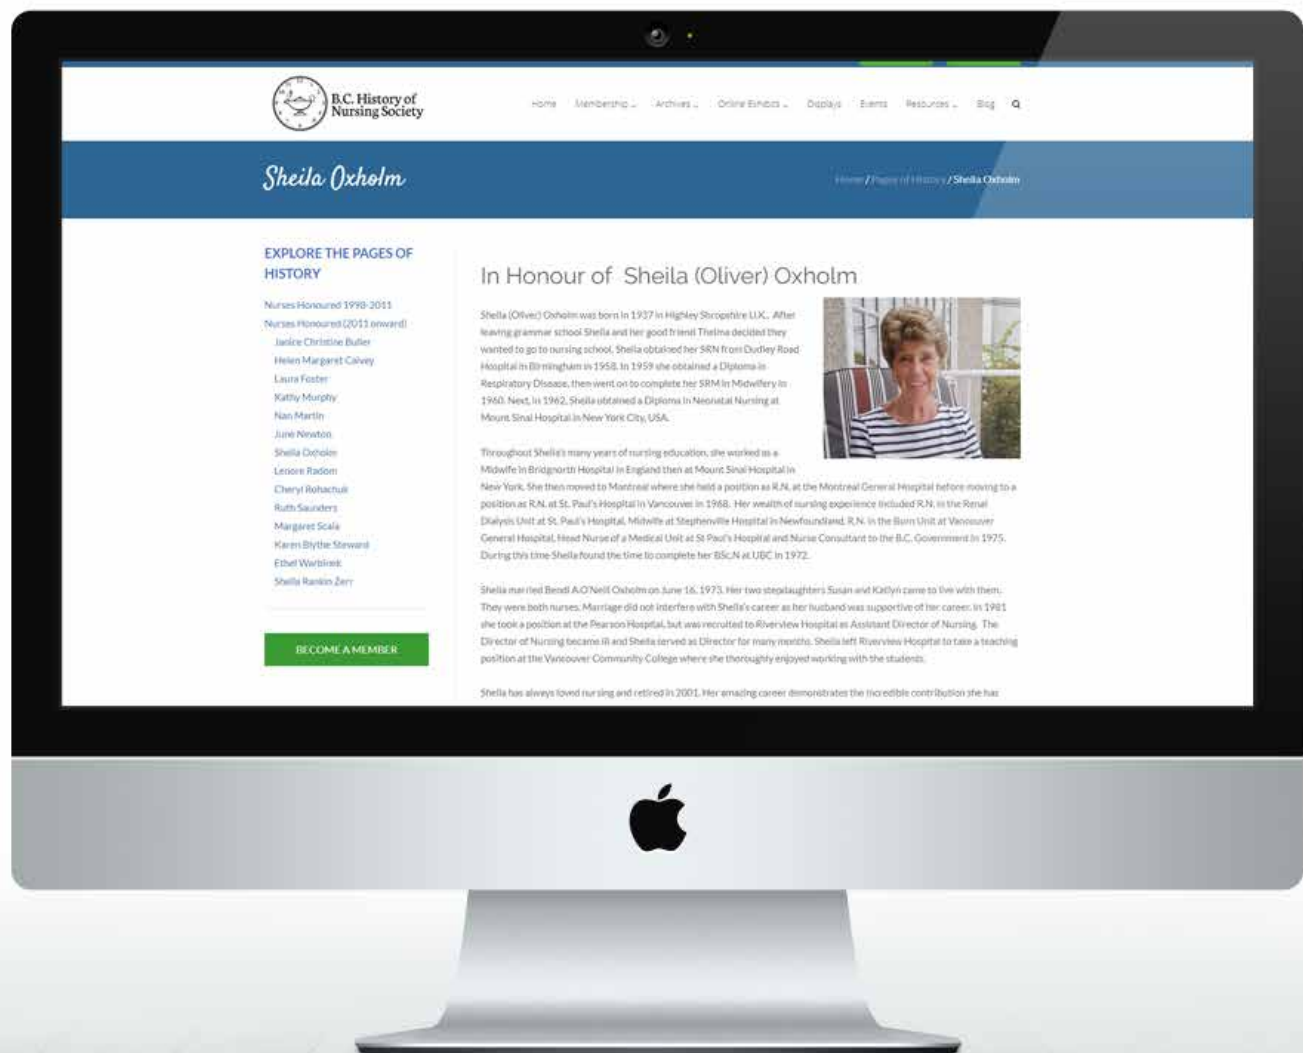 B.C. History of
Nursing Society
Home Membership Archives Online Exhibits Displays Events Resources Blog
Sheila Oxholm
Home / Pages of History / Sheila Oxholm
EXPLORE THE PAGES OF
HISTORY
Nurses Honoured 1998-2011
Nurses Honoured (2011 onward)
Janice Christine Buller
Helen Margaret Calvey
Laura Foster
Kathy Murphy
Nan Martin
June Newton
Sheila Oxholm
Lenore Radom
Cheryl Rohachuk
Ruth Saunders
Margaret Scaia
Karen Blythe Steward
Ethel Warbinek
Sheila Rankin Zerr
BECOME A MEMBER
In Honour of Sheila (Oliver) Oxholm
Sheila (Oliver) Oxholm was born in 1937 in Highley Shropshire U.K.. After
leaving grammar school Sheila and her good friend Thelma decided they
wanted to go to nursing school. Sheila obtained her SRN from Dudley Road
Hospital in Birmingham in 1958. In 1959 she obtained a Diploma in
Respiratory Disease, then went on to complete her SRM in Midwifery in
1960. Next, in 1962, Sheila obtained a Diploma in Neonatal Nursing at
Mount Sinai Hospital in New York City, USA.
Throughout Sheila's many years of nursing education, she worked as a
Midwife in Bridgnorth Hospital in England then at Mount Sinai Hospital in
New York. She then moved to Montreal where she held a position as R.N. at the Montreal General Hospital before moving to a
position as R.N. at St. Paul's Hospital in Vancouver in 1968. Her wealth of nursing experience included R.N. in the Renal
Dialysis Unit at St. Paul's Hospital, Midwife at Stephenville Hospital in Newfoundland, R.N. in the Burn Unit at Vancouver
General Hospital, Head Nurse of a Medical Unit at St Paul's Hospital and Nurse Consultant to the B.C. Government in 1975.
During this time Sheila found the time to complete her BSc.N at UBC in 1972.
Sheila married Bendi A.O'Neill Oxholm on June 16, 1973. Her two stepdaughters Susan and Katlyn came to live with them.
They were both nurses. Marriage did not interfere with Sheila's career as her husband was supportive of her career. In 1981
she took a position at the Pearson Hospital, but was recruited to Riverview Hospital as Assistant Director of Nursing. The
Director of Nursing became ill and Sheila served as Director for many months. Sheila left Riverview Hospital to take a teaching
position at the Vancouver Community College where she thoroughly enjoyed working with the students.
Sheila has always loved nursing and retired in 2001. Her amazing career demonstrates the incredible contribution she has